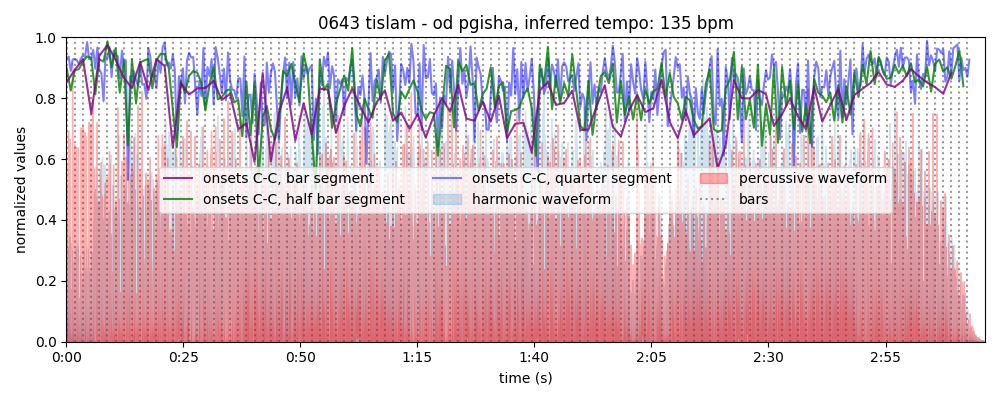 0643 tislam - od pgisha, inferred tempo: 135 bpm
normalized values
1.0
0.8
0.6
0.4
0.2
0.0
onsets C-C, bar segment
onsets C-C, half bar segment
onsets C-C, quarter segment
harmonic waveform
percussive waveform
bars
0:00 0:25 0:50 1:15 1:40 2:05 2:30 2:55
time (s)